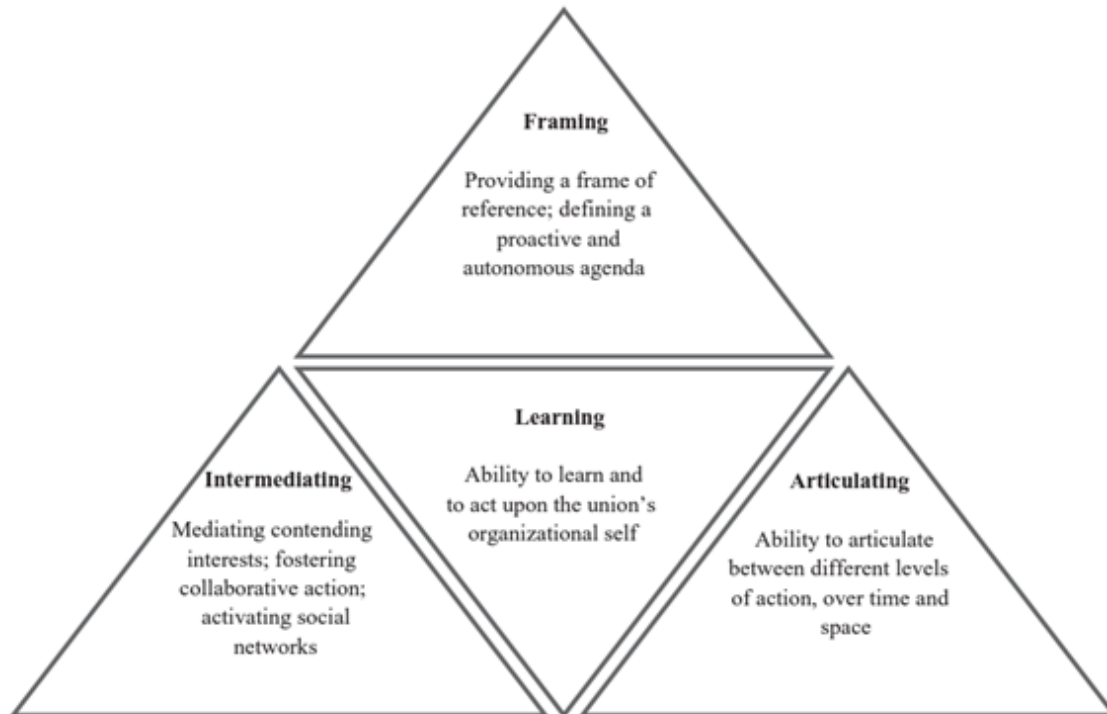 Framing
Providing a frame of
reference; defining a
proactive and
autonomous agenda
Learning
Ability to learn and
to act upon the union’s
organizational self
Intermediating
Mediating contending
interests; fostering
collaborative action;
activating social
networks
Articulating
Ability to articulate
between different levels
of action, over time and
space